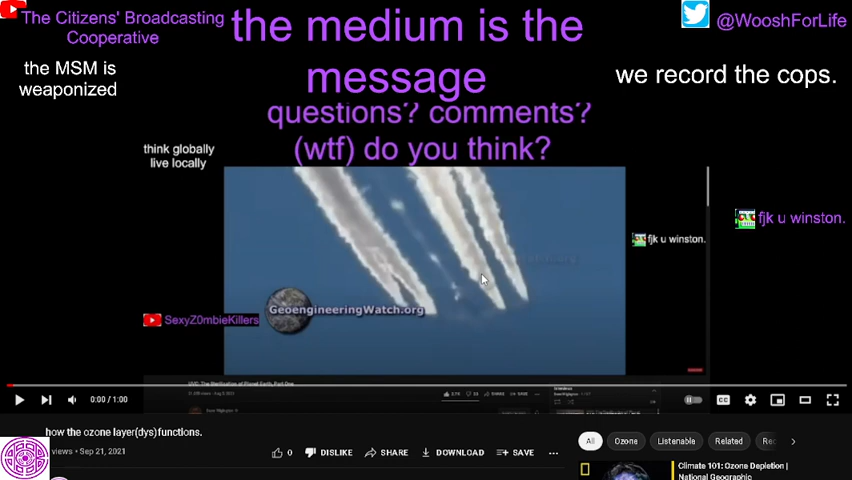 The Citizens' Broadcasting
Cooperative
the medium is the
message
@WooshForLife
the MSM is
weaponized
we record the cops.
questions? comments?
(wtf) do you think?
think globally
live locally
fjk u winston.
fjk u winston.
GeoengineeringWatch.org
SexyZ0mbieKillers
SHARE
SAVE
0:00 / 1:00
CC
how the ozone layer(dys)functions.
views • Sep 21, 2021
0
DISLIKE
SHARE
DOWNLOAD
SAVE
All
Ozone
Listenable
Related
Climate 101: Ozone Depletion |
National Geographic